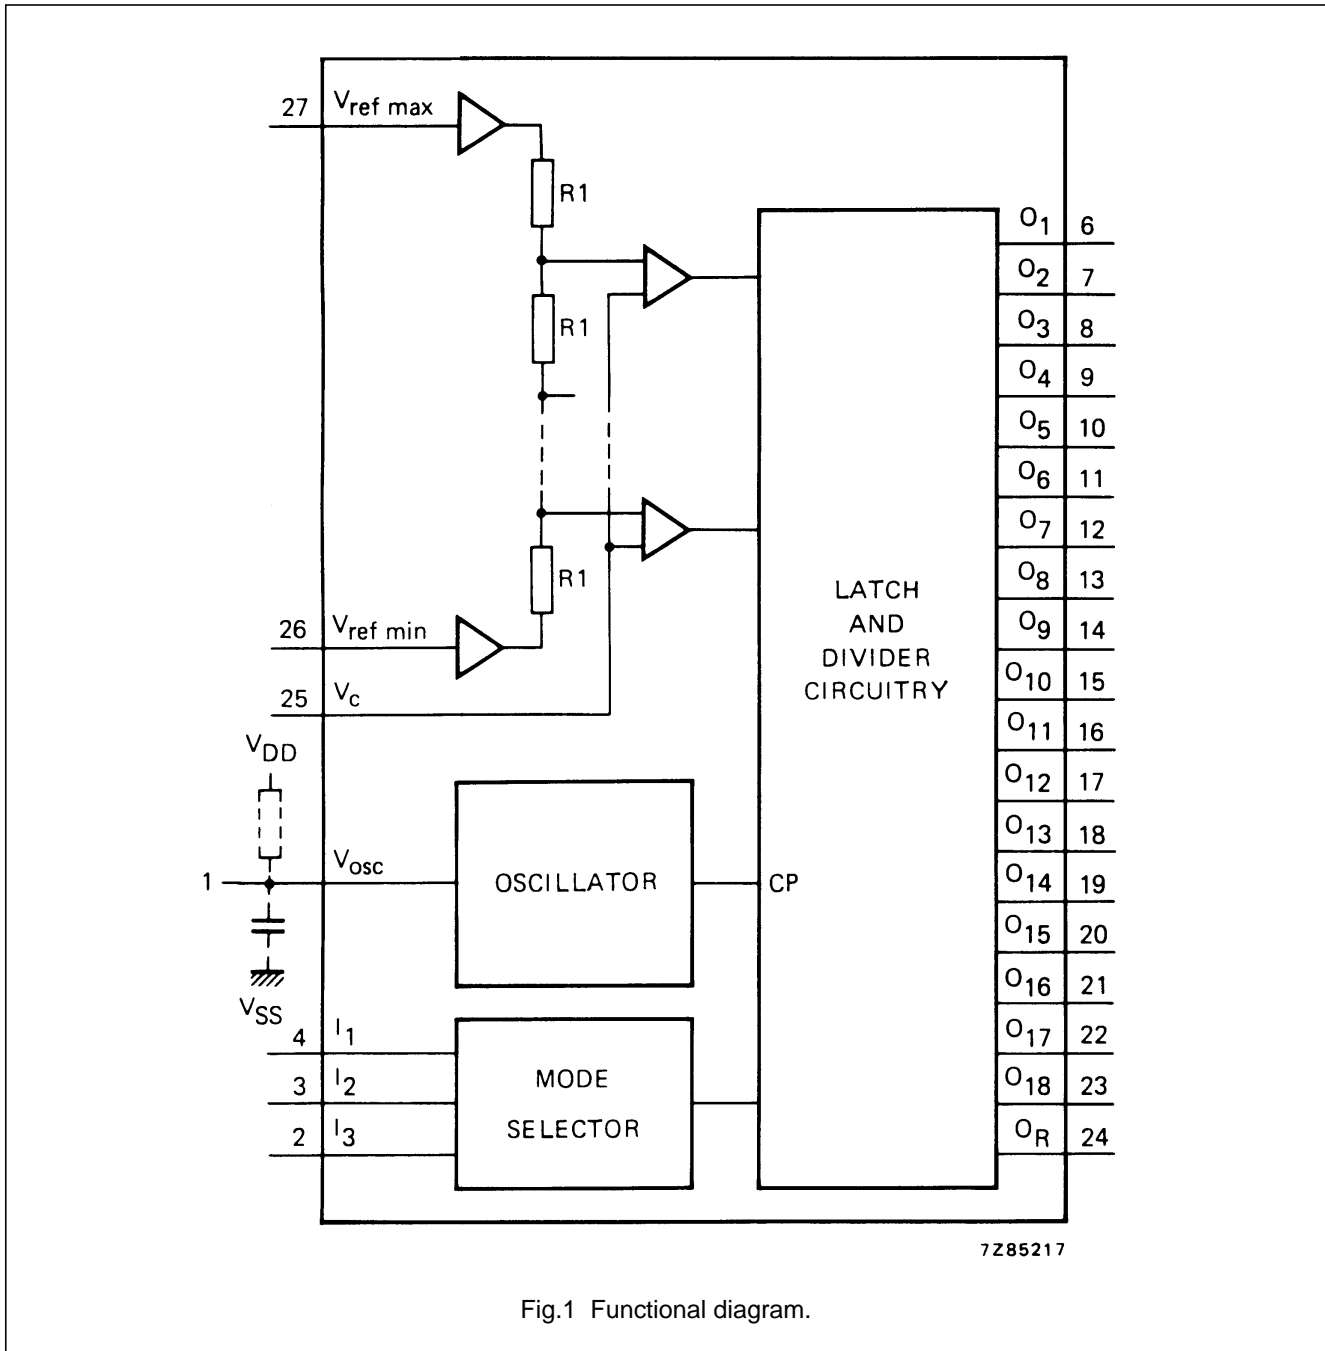 27 Vref max
R1
R1
R1
26 Vref min
25 Vc
VDD
1 Vosc
VSS
4 I1
3 I2
2 I3
OSCILLATOR
MODE
SELECTOR
CP
LATCH
AND
DIVIDER
CIRCUITRY
O1 6
O2 7
O3 8
O4 9
O5 10
O6 11
O7 12
O8 13
O9 14
O10 15
O11 16
O12 17
O13 18
O14 19
O15 20
O16 21
O17 22
O18 23
OR 24
7Z85217
Fig.1 Functional diagram.